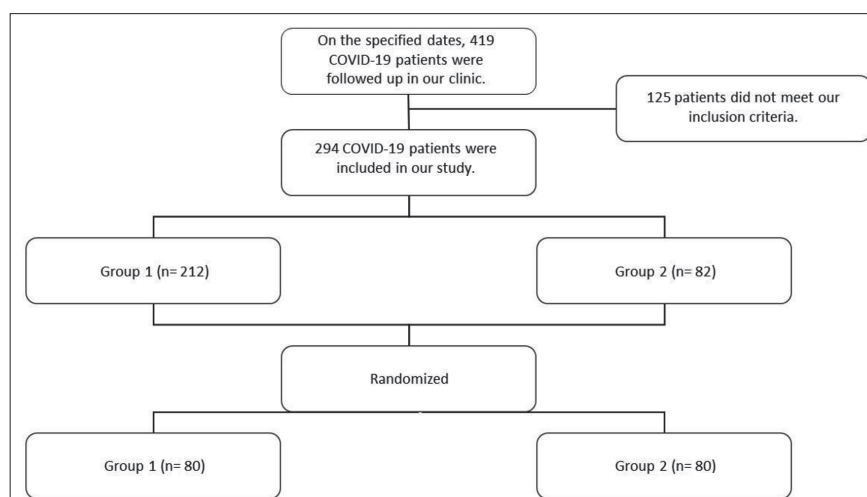 On the specified dates, 419
COVID-19 patients were
followed up in our clinic.
125 patients did not meet our
inclusion criteria.
294 COVID-19 patients were
included in our study.
Group 1 (n= 212)
Group 2 (n= 82)
Randomized
Group 1 (n= 80)
Group 2 (n= 80)